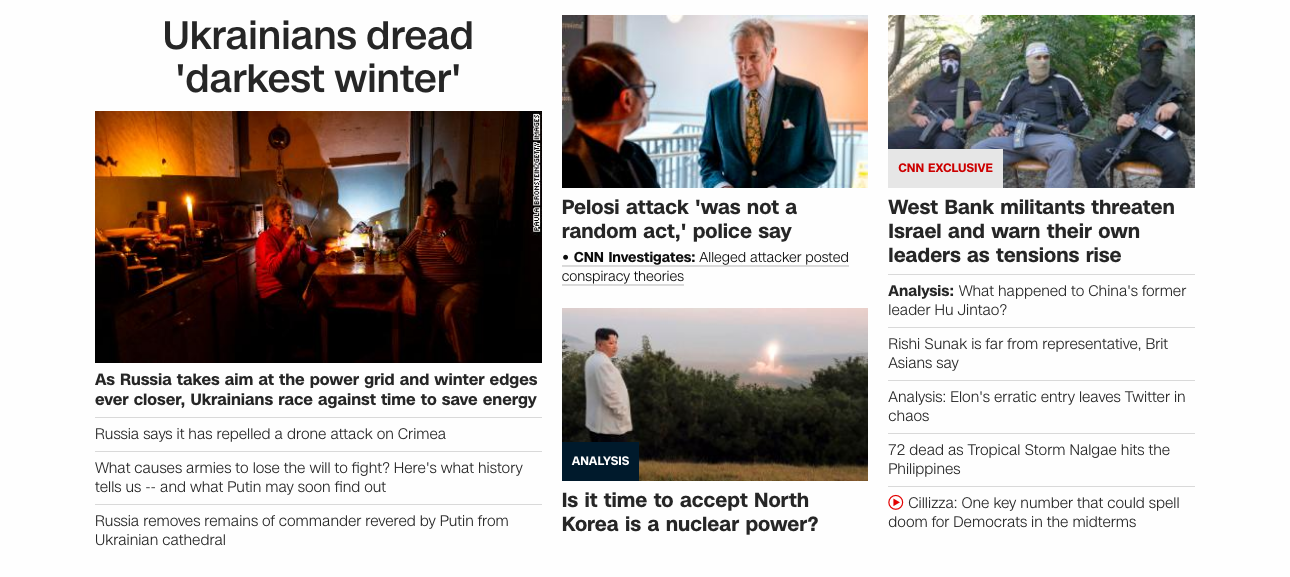 Ukrainians dread
'darkest winter'
PAULA BRONSTEIN/GETTY IMAGES
As Russia takes aim at the power grid and winter edges
ever closer, Ukrainians race against time to save energy
Russia says it has repelled a drone attack on Crimea
What causes armies to lose the will to fight? Here's what history
tells us -- and what Putin may soon find out
Russia removes remains of commander revered by Putin from
Ukrainian cathedral
Pelosi attack 'was not a
random act,' police say
• CNN Investigates: Alleged attacker posted
conspiracy theories
ANALYSIS
Is it time to accept North
Korea is a nuclear power?
CNN EXCLUSIVE
West Bank militants threaten
Israel and warn their own
leaders as tensions rise
Analysis: What happened to China's former
leader Hu Jintao?
Rishi Sunak is far from representative, Brit
Asians say
Analysis: Elon's erratic entry leaves Twitter in
chaos
72 dead as Tropical Storm Nalgae hits the
Philippines
Cillizza: One key number that could spell
doom for Democrats in the midterms